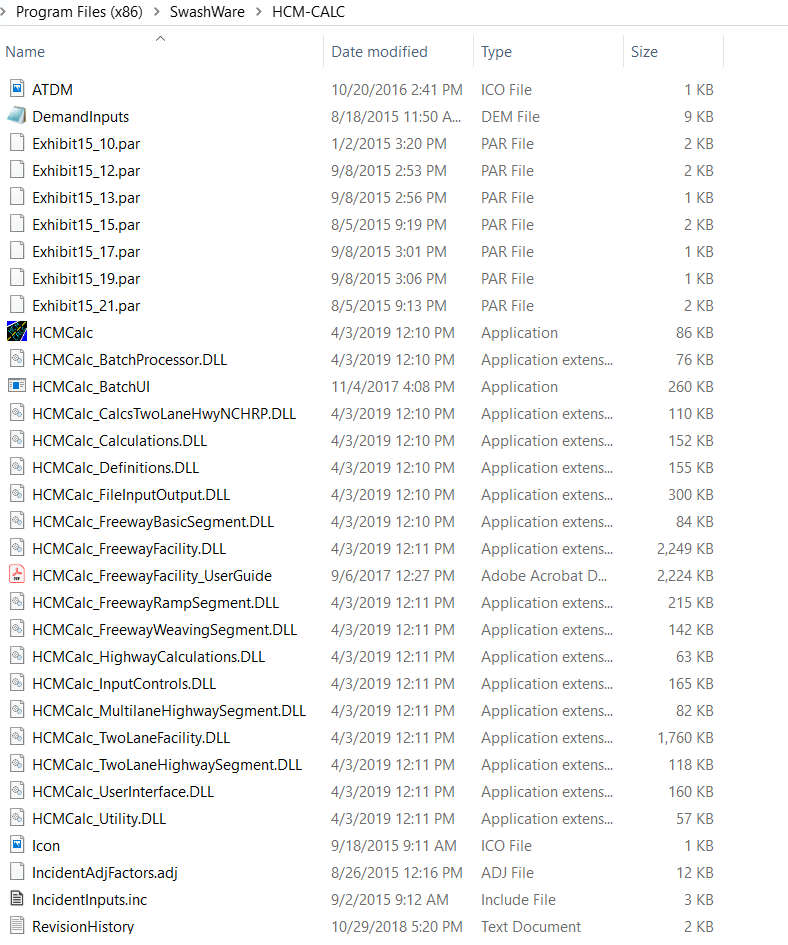 Program Files (x86) > SwashWare > HCM-CALC
Name Date modified Type Size
ATDM 10/20/2016 2:41 PM ICO File 1 KB
DemandInputs 8/18/2015 11:50 A... DEM File 9 KB
Exhibit15_10.par 1/2/2015 3:20 PM PAR File 2 KB
Exhibit15_12.par 9/8/2015 2:53 PM PAR File 2 KB
Exhibit15_13.par 9/8/2015 2:56 PM PAR File 1 KB
Exhibit15_15.par 8/5/2015 9:19 PM PAR File 2 KB
Exhibit15_17.par 9/8/2015 3:01 PM PAR File 1 KB
Exhibit15_19.par 9/8/2015 3:06 PM PAR File 1 KB
Exhibit15_21.par 8/5/2015 9:13 PM PAR File 2 KB
HCMCalc 4/3/2019 12:10 PM Application 86 KB
HCMCalc_BatchProcessor.DLL 4/3/2019 12:10 PM Application extens... 76 KB
HCMCalc_BatchUI 11/4/2017 4:08 PM Application 260 KB
HCMCalc_CalcsTwoLaneHwyNCHRP.DLL 4/3/2019 12:10 PM Application extens... 110 KB
HCMCalc_Calculations.DLL 4/3/2019 12:10 PM Application extens... 152 KB
HCMCalc_Definitions.DLL 4/3/2019 12:10 PM Application extens... 155 KB
HCMCalc_FileInputOutput.DLL 4/3/2019 12:10 PM Application extens... 300 KB
HCMCalc_FreewayBasicSegment.DLL 4/3/2019 12:10 PM Application extens... 84 KB
HCMCalc_FreewayFacility.DLL 4/3/2019 12:11 PM Application extens... 2,249 KB
HCMCalc_FreewayFacility_UserGuide 9/6/2017 12:27 PM Adobe Acrobat D... 2,224 KB
HCMCalc_FreewayRampSegment.DLL 4/3/2019 12:11 PM Application extens... 215 KB
HCMCalc_FreewayWeavingSegment.DLL 4/3/2019 12:11 PM Application extens... 142 KB
HCMCalc_HighwayCalculations.DLL 4/3/2019 12:11 PM Application extens... 63 KB
HCMCalc_InputControls.DLL 4/3/2019 12:11 PM Application extens... 165 KB
HCMCalc_MultilaneHighwaySegment.DLL 4/3/2019 12:11 PM Application extens... 82 KB
HCMCalc_TwoLaneFacility.DLL 4/3/2019 12:11 PM Application extens... 1,760 KB
HCMCalc_TwoLaneHighwaySegment.DLL 4/3/2019 12:11 PM Application extens... 118 KB
HCMCalc_UserInterface.DLL 4/3/2019 12:11 PM Application extens... 160 KB
HCMCalc_Utility.DLL 4/3/2019 12:11 PM Application extens... 57 KB
Icon 9/18/2015 9:11 AM ICO File 1 KB
IncidentAdjFactors.adj 8/26/2015 12:16 PM ADJ File 12 KB
IncidentInputs.inc 9/2/2015 9:12 AM Include File 3 KB
RevisionHistory 10/29/2018 5:20 PM Text Document 2 KB